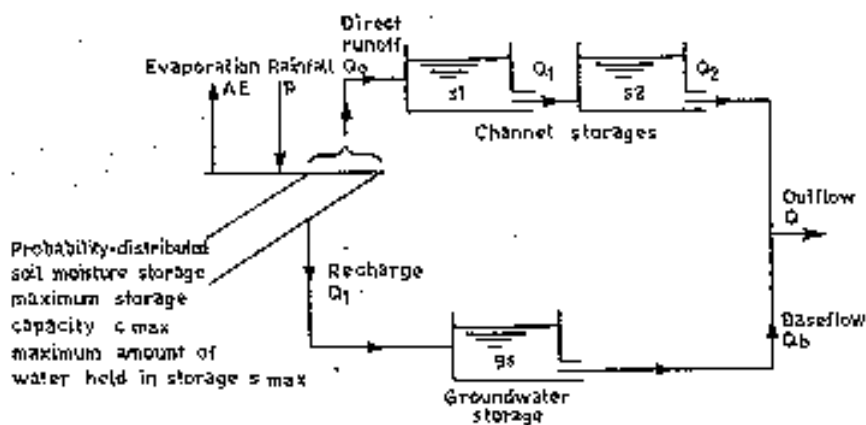 Direct
runoff
Evaporation Rainfall Qo
AE P
s1
Q1
s2
Q2
Channel storages
Outflow
Q
Probability-distributed
soil moisture storage
maximum storage
capacity c max
maximum amount of
water held in storage s max
Recharge
Q1
Baseflow
Qb
gs
Groundwater
storage